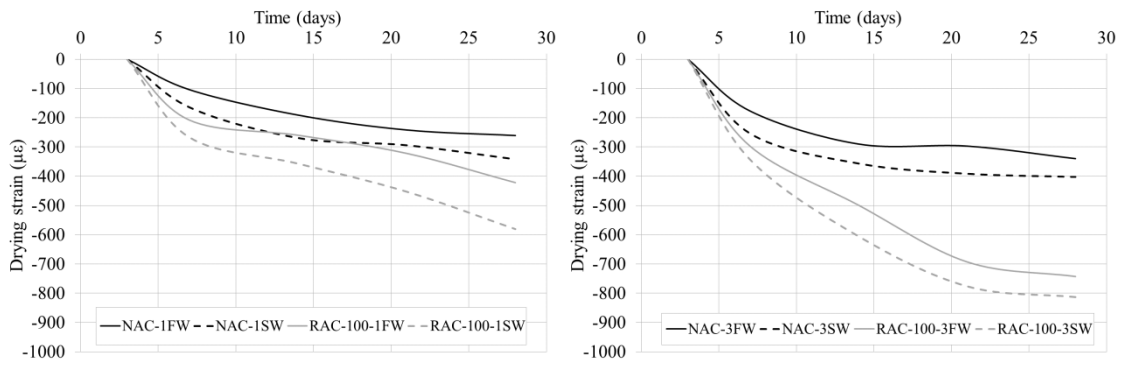 Time (days)
0 5 10 15 20 25 30
0
-100
-200
-300
-400
-500
-600
-700
-800
-900
-1000
Drying strain (με)
NAC-1FW NAC-1SW RAC-100-1FW RAC-100-1SW
Time (days)
0 5 10 15 20 25 30
0
-100
-200
-300
-400
-500
-600
-700
-800
-900
-1000
Drying strain (με)
NAC-3FW NAC-3SW RAC-100-3FW RAC-100-3SW